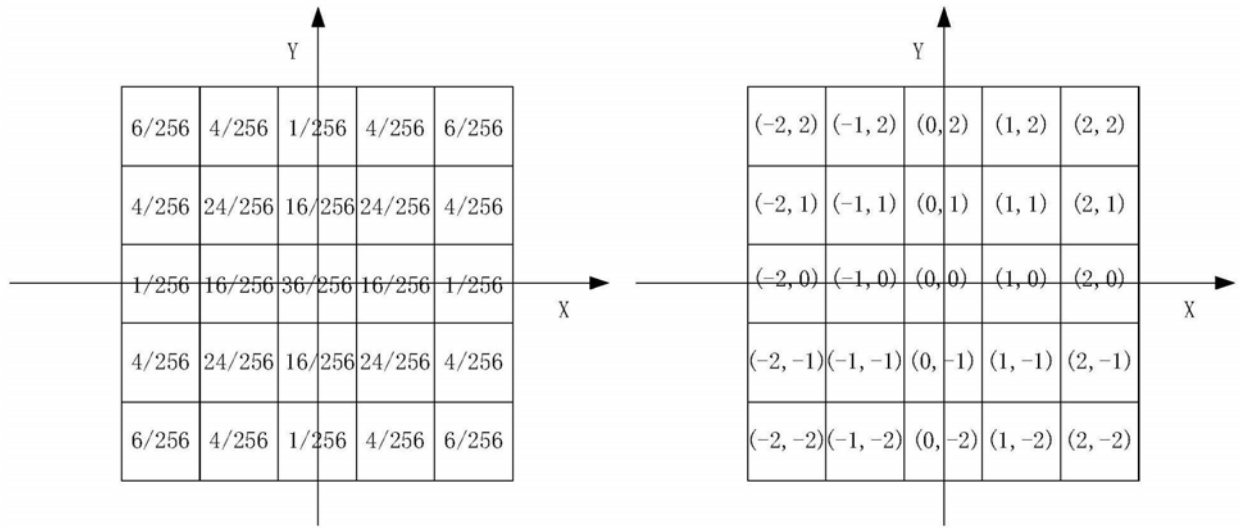 Y
6/256 4/256 1/256 4/256 6/256
4/256 24/256 16/256 24/256 4/256
1/256 16/256 36/256 16/256 1/256
X
4/256 24/256 16/256 24/256 4/256
6/256 4/256 1/256 4/256 6/256
Y
(-2, 2) (-1, 2) (0, 2) (1, 2) (2, 2)
(-2, 1) (-1, 1) (0, 1) (1, 1) (2, 1)
(-2, 0) (-1, 0) (0, 0) (1, 0) (2, 0)
X
(-2, -1) (-1, -1) (0, -1) (1, -1) (2, -1)
(-2, -2) (-1, -2) (0, -2) (1, -2) (2, -2)